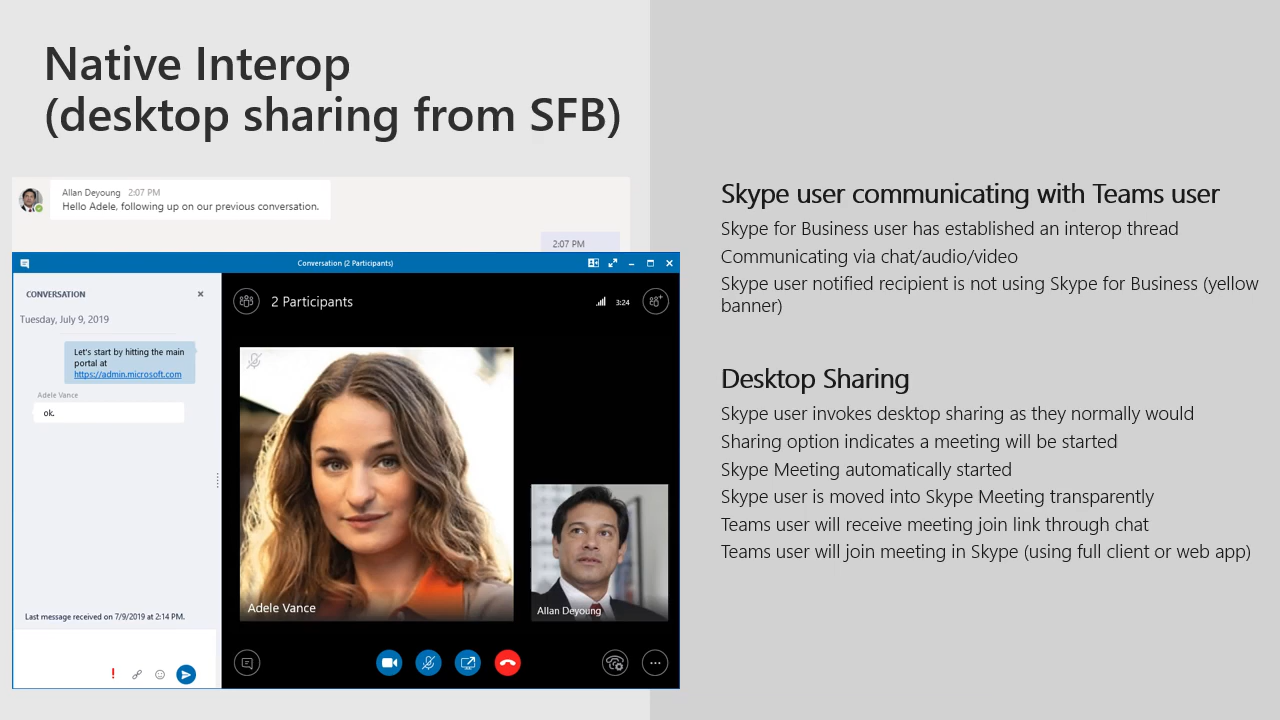 Native Interop
(desktop sharing from SFB)
Allan Deyoung 2:07 PM
Hello Adele, following up on our previous conversation.
2:07 PM
Conversation (2 Participants)
CONVERSATION
Tuesday, July 9, 2019
Let's start by hitting the main
portal at
https://admin.microsoft.com
Adele Vance
ok.
Last message received on 7/9/2019 at 2:14 PM.
2 Participants
3:24
Adele Vance
Allan Deyoung
Skype user communicating with Teams user
Skype for Business user has established an interop thread
Communicating via chat/audio/video
Skype user notified recipient is not using Skype for Business (yellow
banner)
Desktop Sharing
Skype user invokes desktop sharing as they normally would
Sharing option indicates a meeting will be started
Skype Meeting automatically started
Skype user is moved into Skype Meeting transparently
Teams user will receive meeting join link through chat
Teams user will join meeting in Skype (using full client or web app)